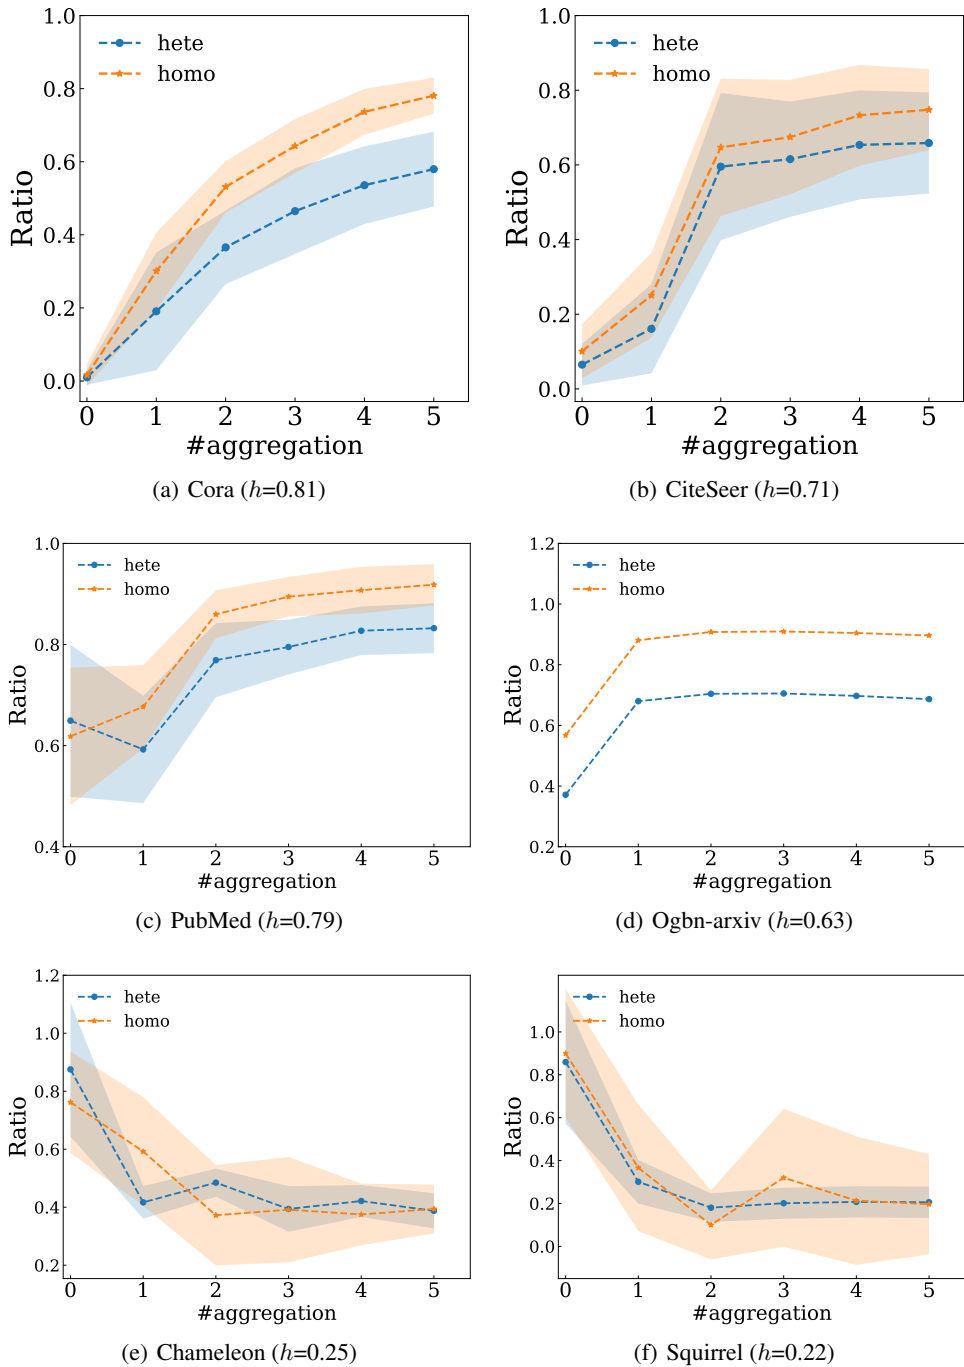 1.0
0.8
0.6
0.4
0.2
0.0
Ratio
hete
homo
0 1 2 3 4 5
#aggregation
(a) Cora (h=0.81)
1.0
0.8
0.6
0.4
0.2
0.0
Ratio
hete
homo
0 1 2 3 4 5
#aggregation
(b) CiteSeer (h=0.71)
1.0
0.8
0.6
0.4
Ratio
hete
homo
0 1 2 3 4 5
#aggregation
(c) PubMed (h=0.79)
1.2
1.0
0.8
0.6
0.4
0.2
Ratio
hete
homo
0 1 2 3 4 5
#aggregation
(d) Ogbn-arxiv (h=0.63)
1.2
1.0
0.8
0.6
0.4
0.2
Ratio
hete
homo
0 1 2 3 4 5
#aggregation
(e) Chameleon (h=0.25)
1.0
0.8
0.6
0.4
0.2
0.0
Ratio
hete
homo
0 1 2 3 4 5
#aggregation
(f) Squirrel (h=0.22)